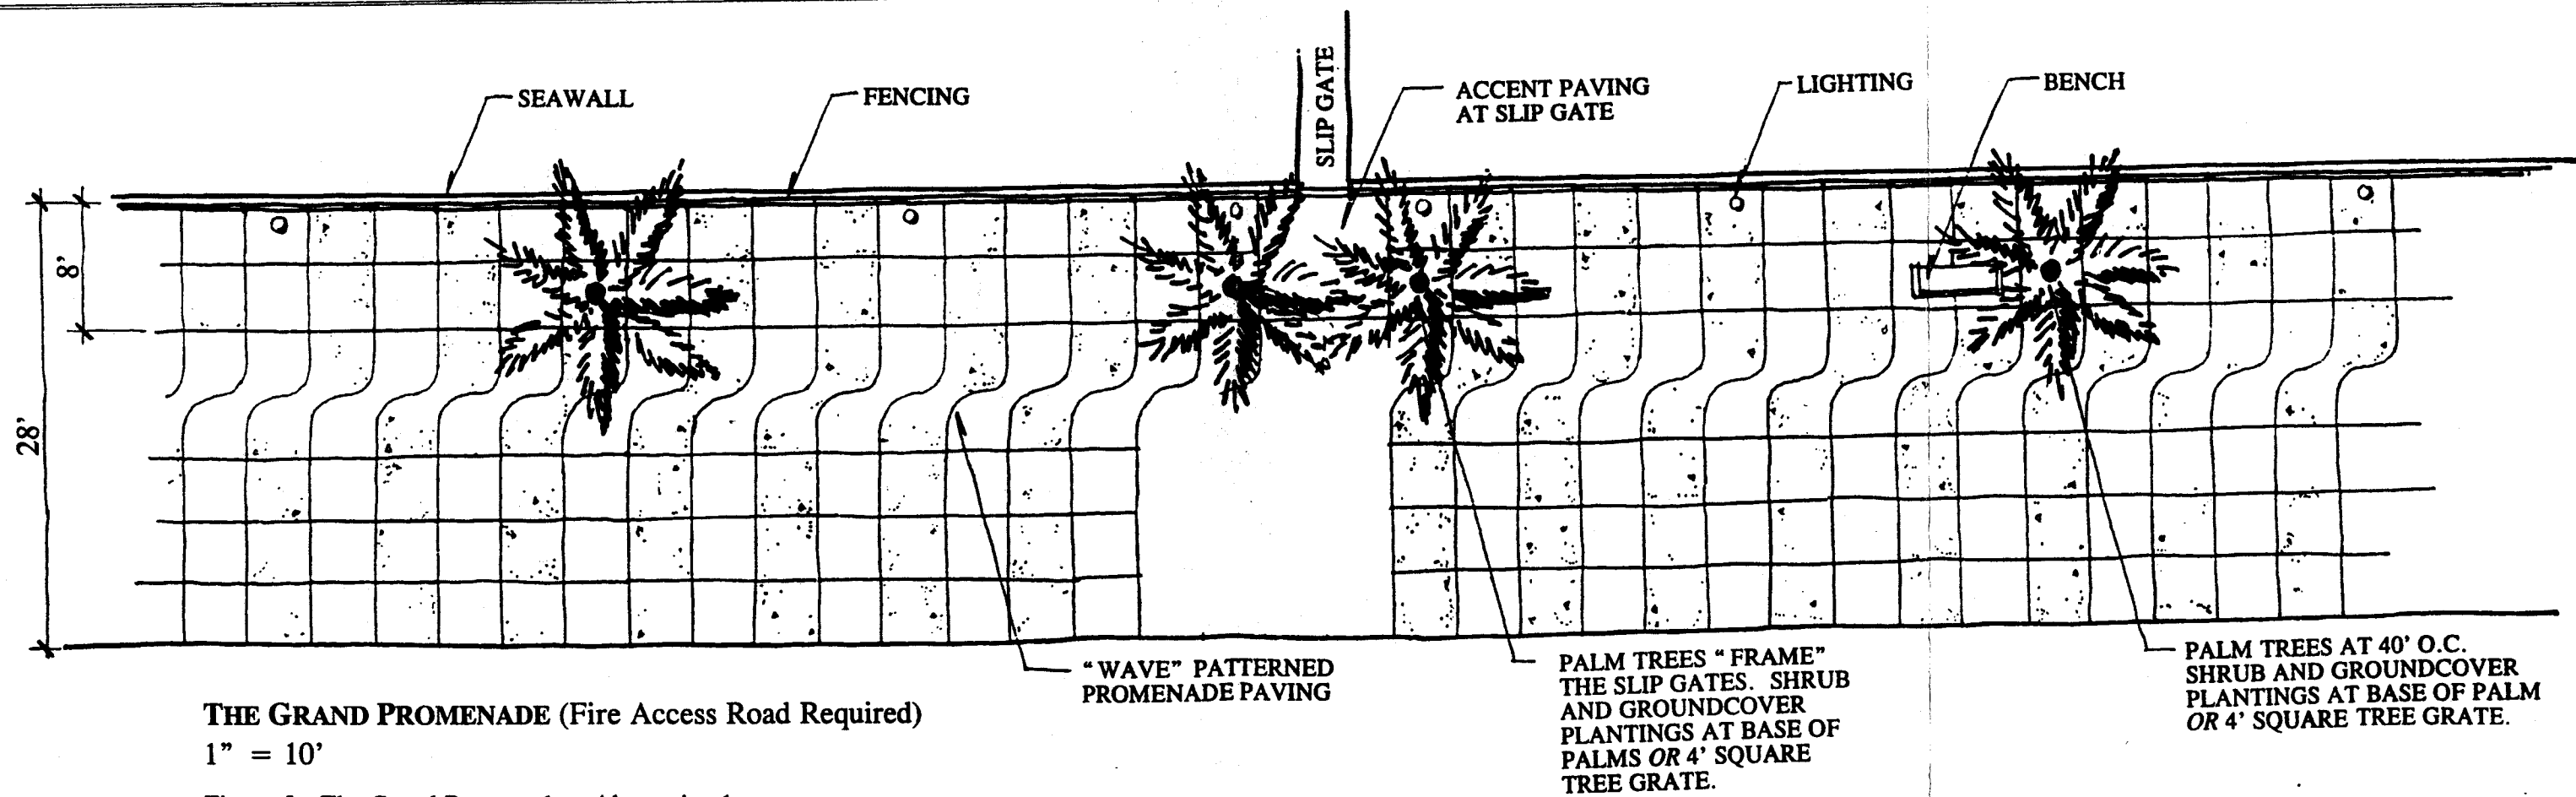 SEAWALL
FENCING
SLIP GATE
ACCENT PAVING
AT SLIP GATE
LIGHTING
BENCH
8'
28'
"WAVE" PATTERNED
PROMENADE PAVING
PALM TREES "FRAME"
THE SLIP GATES. SHRUB
AND GROUNDCOVER
PLANTINGS AT BASE OF
PALMS OR 4' SQUARE
TREE GRATE.
PALM TREES AT 40' O.C.
SHRUB AND GROUNDCOVER
PLANTINGS AT BASE OF PALM
OR 4' SQUARE TREE GRATE.
THE GRAND PROMENADE (Fire Access Road Required)
1" = 10'